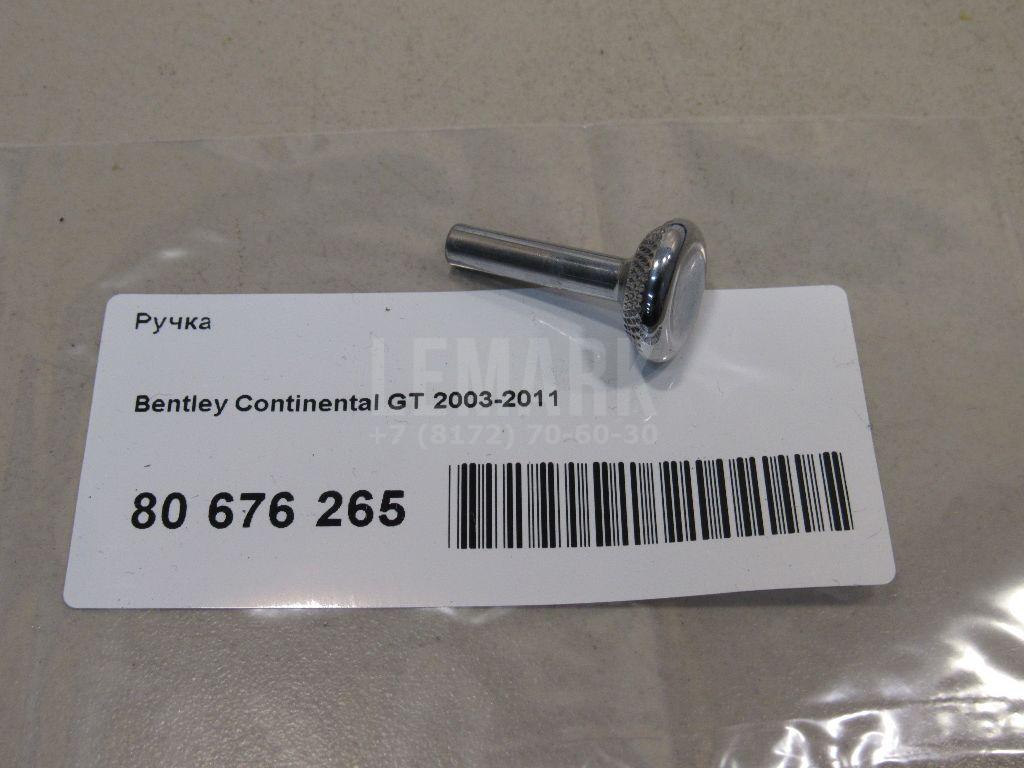 Ручка
LEMARK
Bentley Continental GT 2003-2011
+7 (8172) 70-60-30
80 676 265